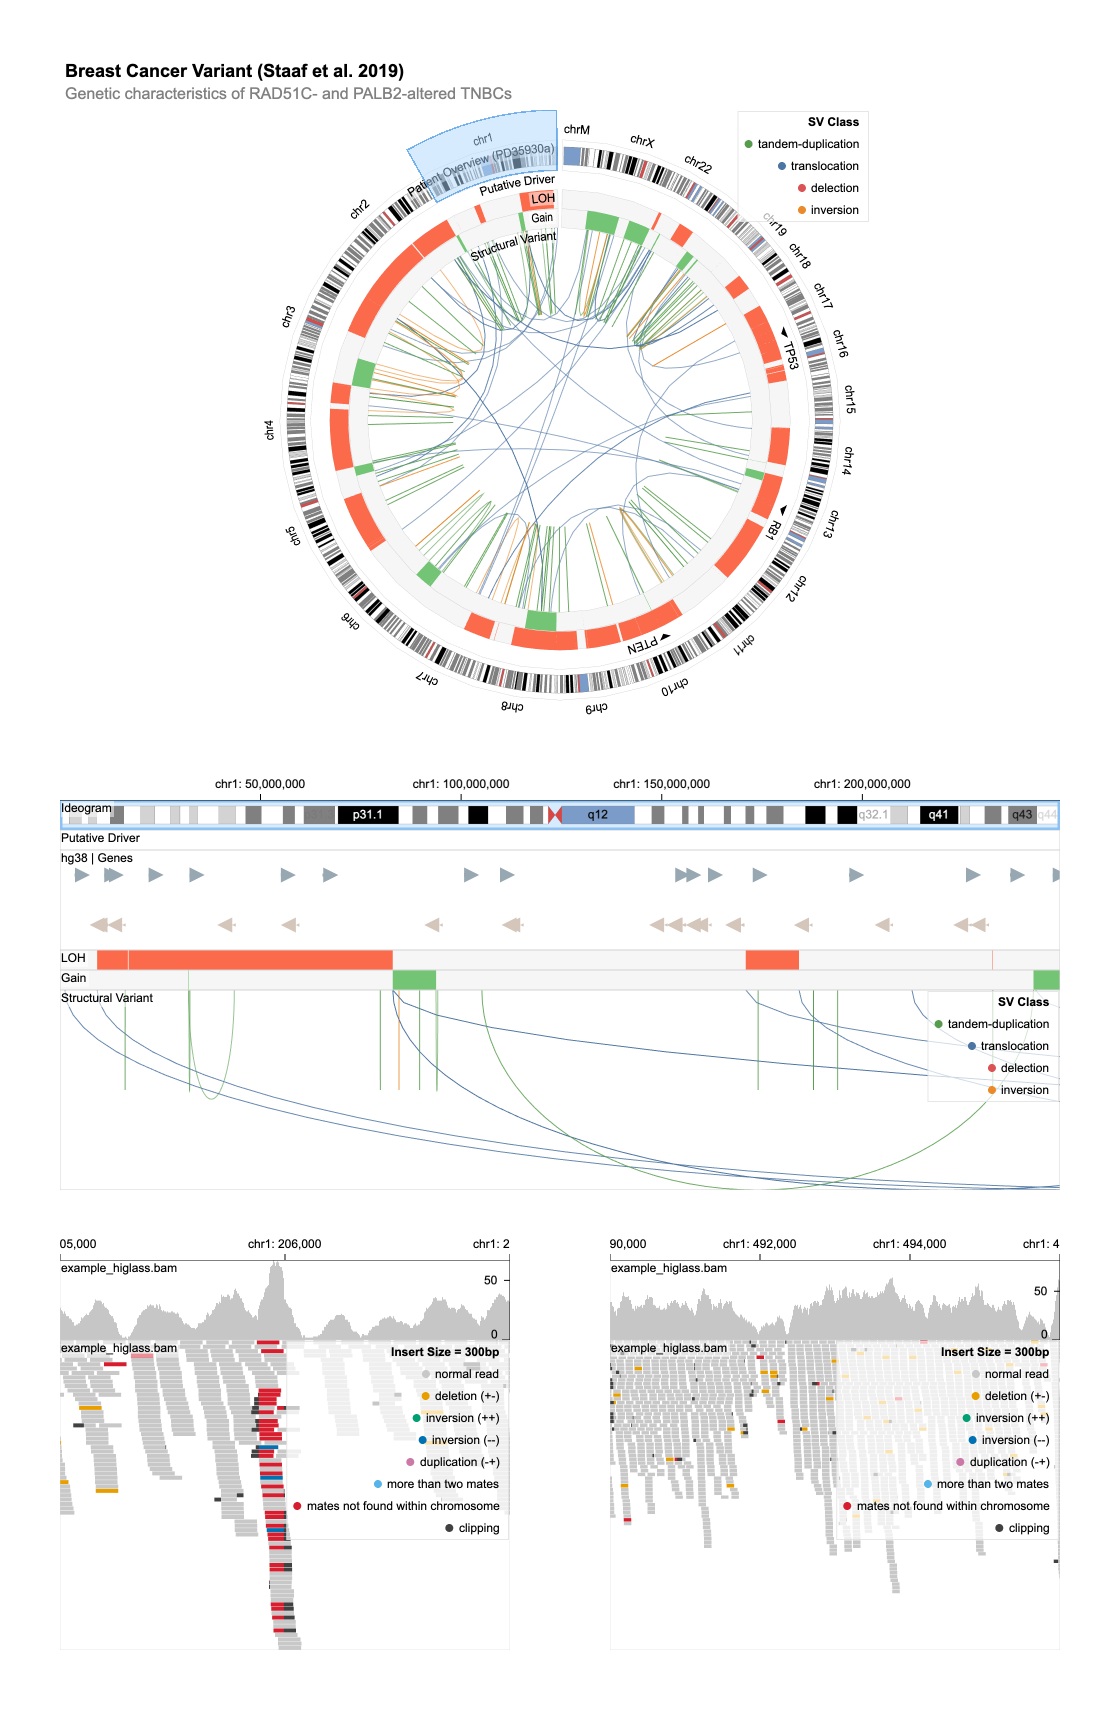 Breast Cancer Variant (Staaf et al. 2019)
Genetic characteristics of RAD51C- and PALB2-altered TNBCs
chr1
Patient Overview (PD35930a)
Putative Driver
LOH
Gain
Structural Variant
chrM
chrX
chr22
chr19
chr18
chr17
chr16
chr15
chr14
chr13
chr12
chr11
chr10
chr9
chr8
chr7
chr6
chr5
chr4
chr3
chr2
TP53
RB1
PTEN
SV Class
tandem-duplication
translocation
delection
inversion
chr1: 50,000,000 chr1: 100,000,000 chr1: 150,000,000 chr1: 200,000,000
Ideogram p31.1 q12 q32.1 q41 q43 q44
Putative Driver
hg38 | Genes
LOH
Gain
Structural Variant
SV Class
tandem-duplication
translocation
delection
inversion
05,000 chr1: 206,000 chr1: 2
example_higlass.bam
50
0
example_higlass.bam
Insert Size = 300bp
normal read
deletion (+-)
inversion (++)
inversion (--)
duplication (-+)
more than two mates
mates not found within chromosome
clipping
90,000 chr1: 492,000 chr1: 494,000 chr1: 4
example_higlass.bam
50
0
example_higlass.bam
Insert Size = 300bp
normal read
deletion (+-)
inversion (++)
inversion (--)
duplication (-+)
more than two mates
mates not found within chromosome
clipping